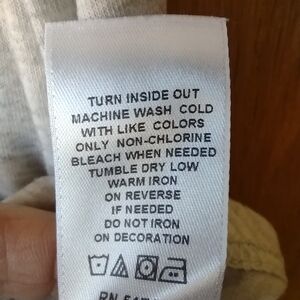 TURN INSIDE OUT
MACHINE WASH COLD
WITH LIKE COLORS
ONLY NON-CHLORINE
BLEACH WHEN NEEDED
TUMBLE DRY LOW
WARM IRON
ON REVERSE
IF NEEDED
DO NOT IRON
ON DECORATION
RN